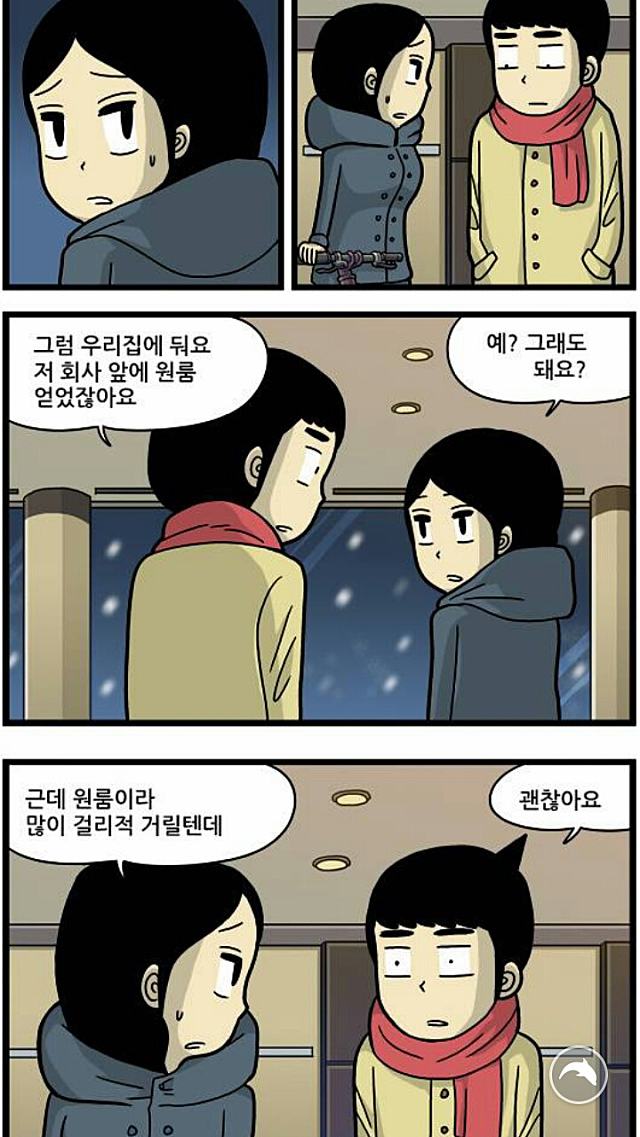 그럼 우리집에 둬요
저 회사 앞에 원룸
얻었잖아요
예? 그래도
돼요?
근데 원룸이라
많이 걸리적 거릴텐데
괜찮아요